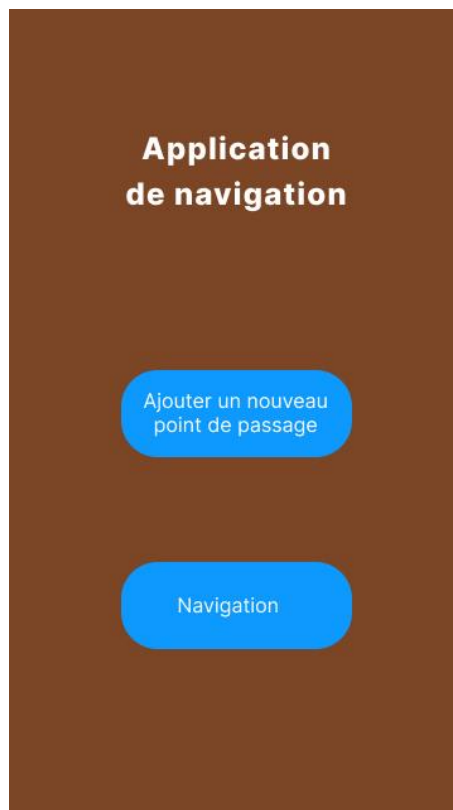 Application
de navigation
Ajouter un nouveau
point de passage
Navigation